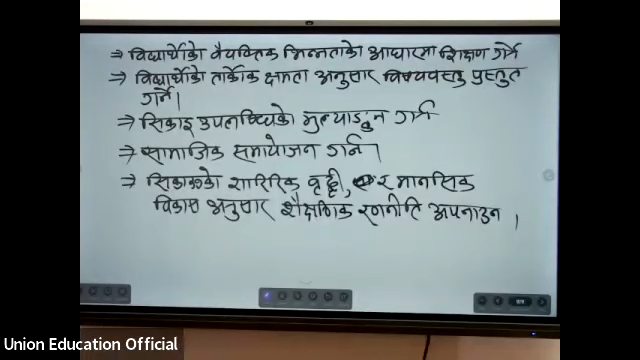 ⇒ विद्यार्थीको वैयक्तिक भिन्नताको आधारमा शिक्षण गर्ने
⇒ विद्यार्थीको तार्किक क्षमता अनुसार विषयवस्तु प्रस्तुत
गर्ने।
⇒ सिकाइ उपलब्धिको मुल्याङ्कन गर्न
⇒ सामाजिक समायोजन गर्न।
⇒ सिकारुको शारिरिक वृद्धी, र मानसिक
विकास अनुसार शैक्षणिक रणनीति अपनाउन ।
Union Education Official